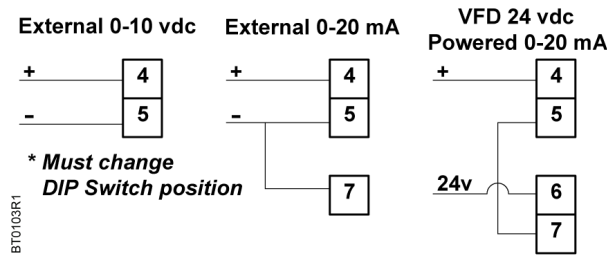 External 0-10 vdc
+
4
-
5
* Must change
DIP Switch position
External 0-20 mA
+
4
-
5
7
VFD 24 vdc
Powered 0-20 mA
+
4
5
24v
6
7
BT0103R1